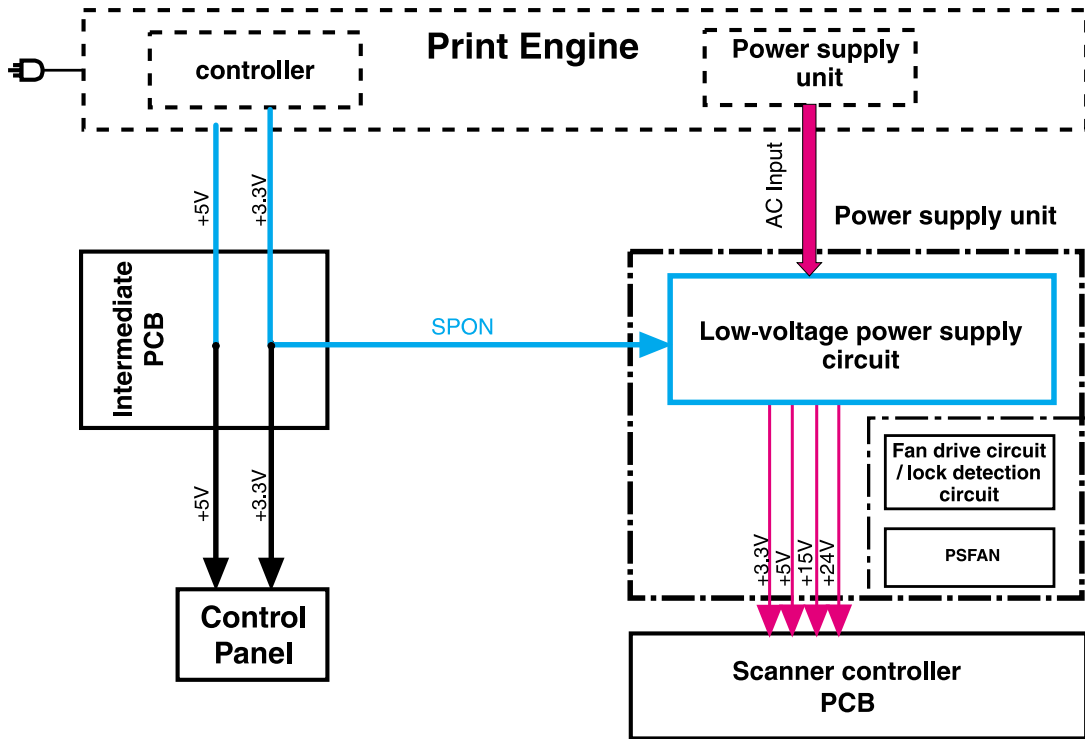 Print Engine
controller
Power supply
unit
+5V
+3.3V
AC Input
Power supply unit
Intermediate
PCB
SPON
Low-voltage power supply
circuit
Fan drive circuit
/ lock detection
circuit
PSFAN
+5V
+3.3V
+3.3V
+5V
+15V
+24V
Control
Panel
Scanner controller
PCB